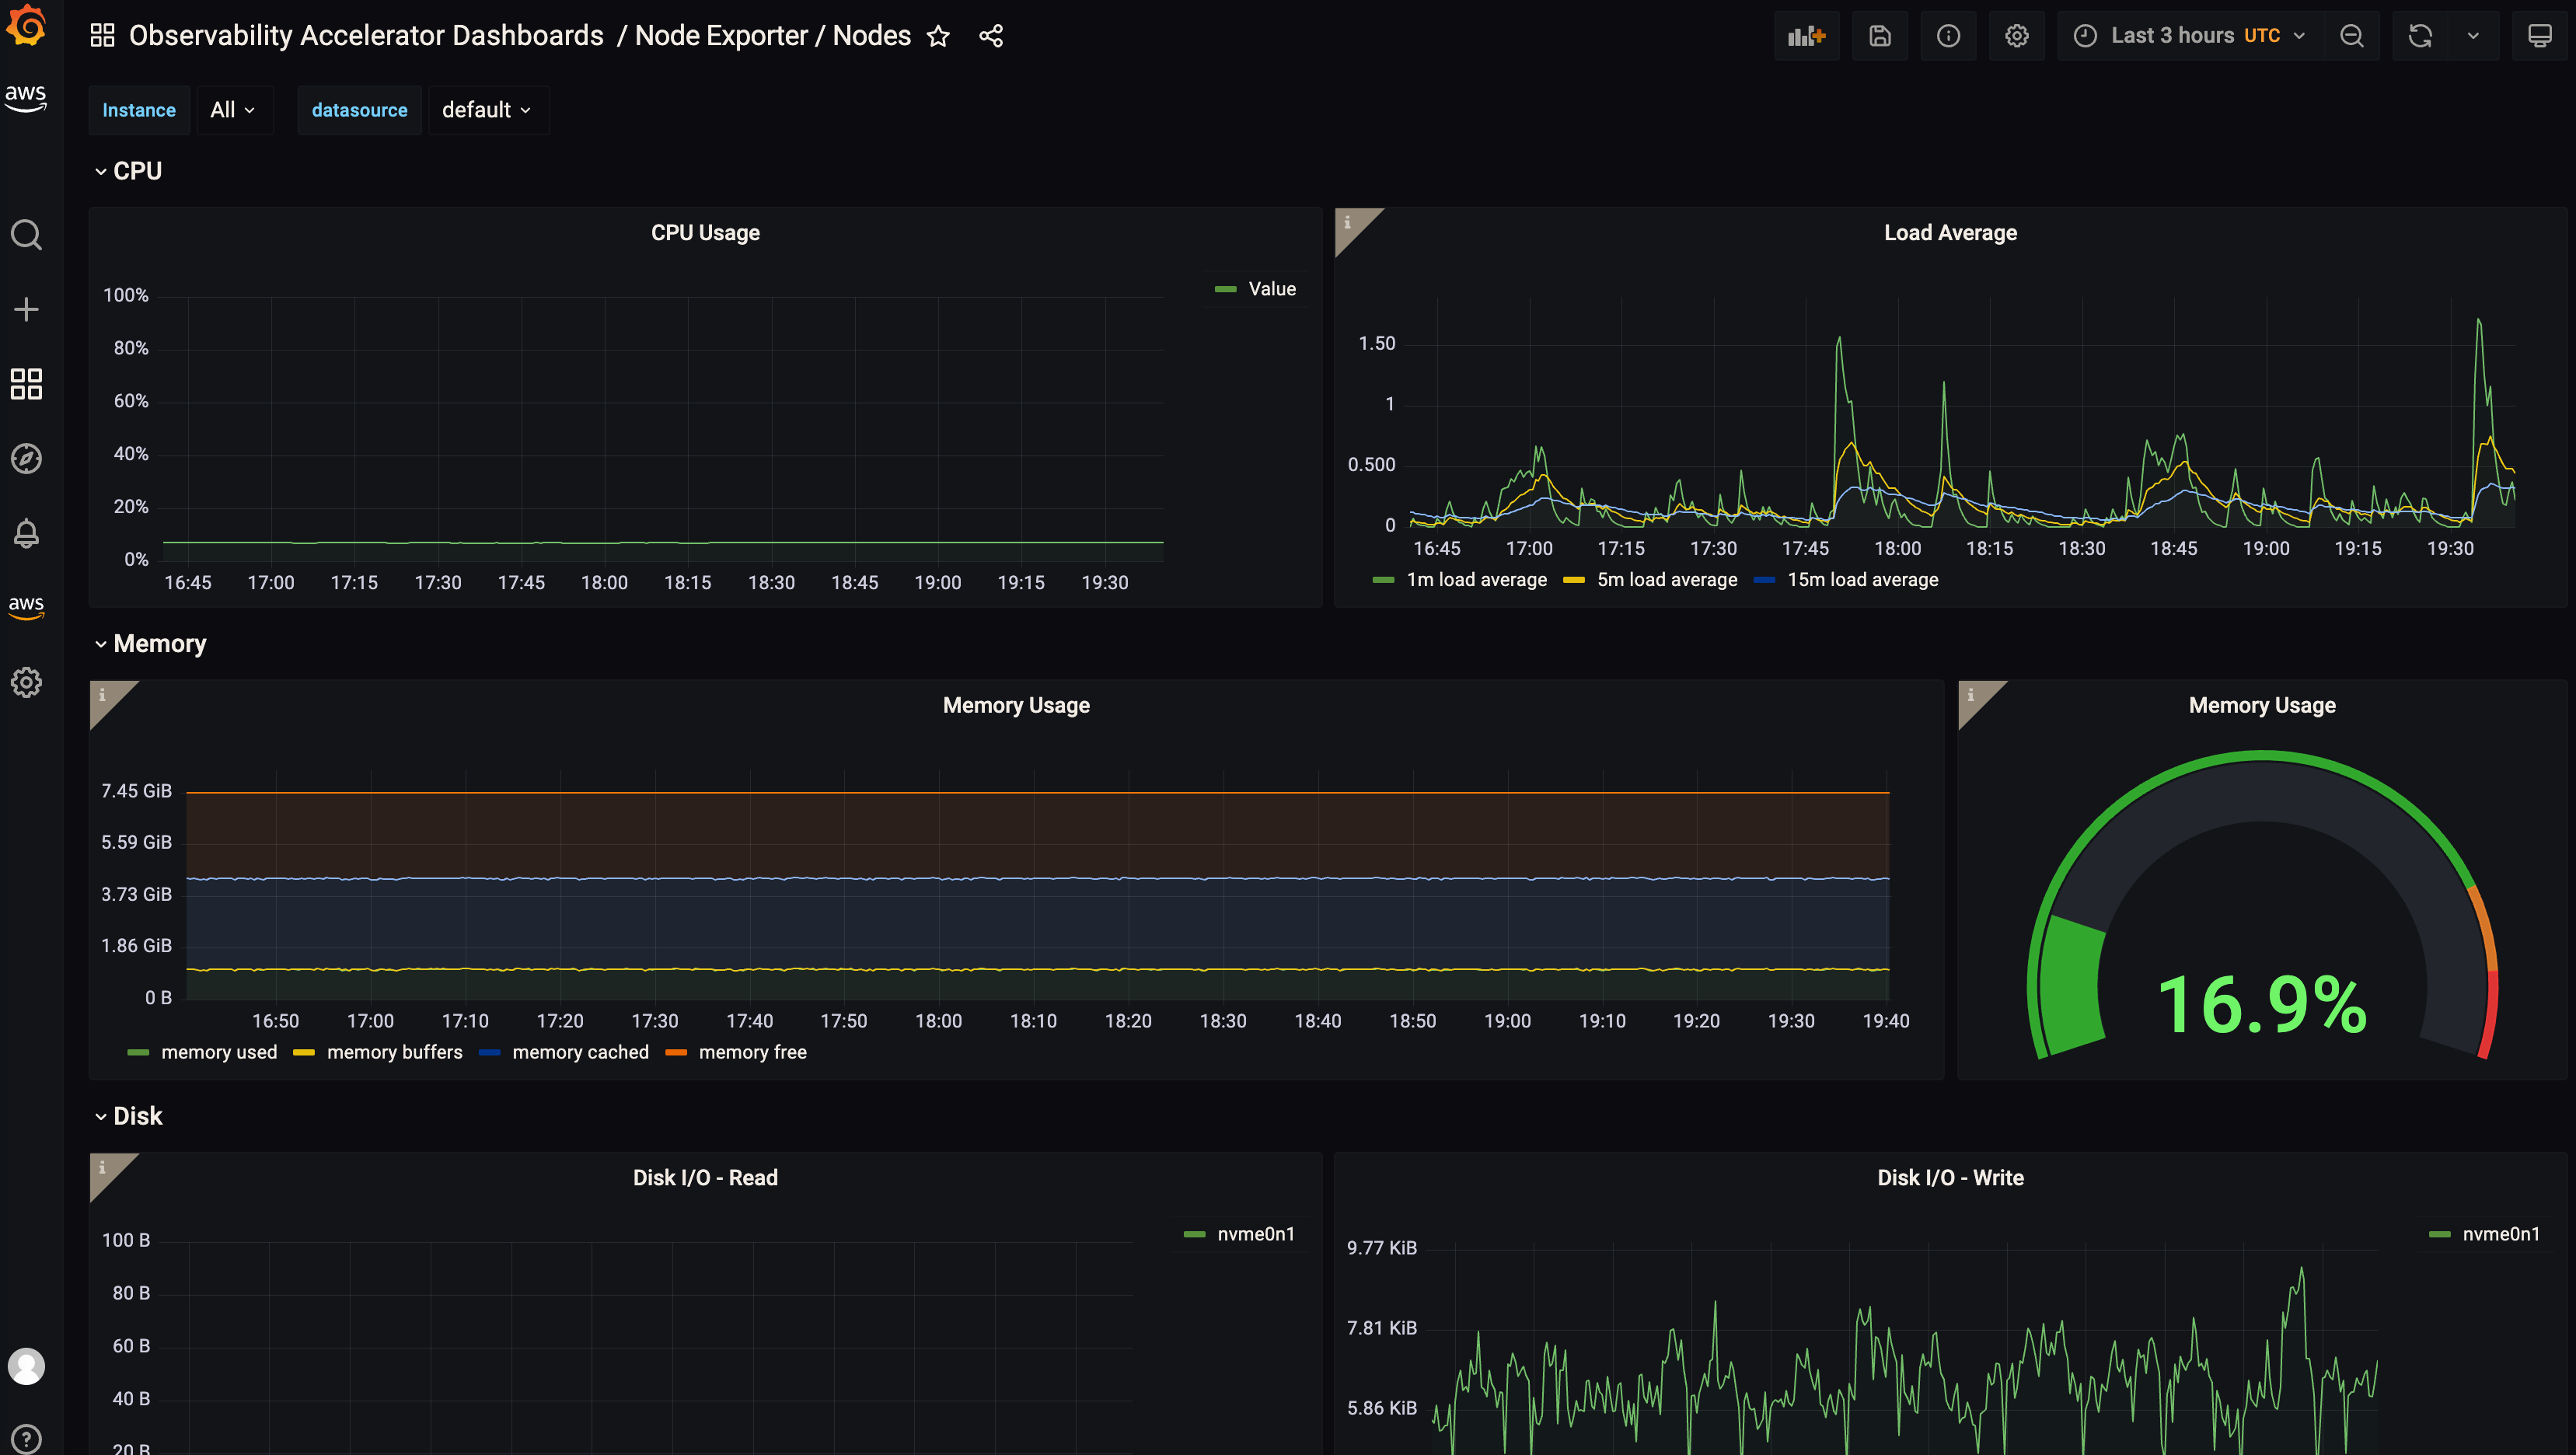 Observability Accelerator Dashboards / Node Exporter / Nodes
Last 3 hours UTC
aws
Instance All datasource default
CPU
CPU Usage
100%
80%
60%
40%
20%
0%
16:45 17:00 17:15 17:30 17:45 18:00 18:15 18:30 18:45 19:00 19:15 19:30
Value
i
Load Average
1.50
1
0.500
0
16:45 17:00 17:15 17:30 17:45 18:00 18:15 18:30 18:45 19:00 19:15 19:30
1m load average 5m load average 15m load average
aws
Memory
i
Memory Usage
7.45 GiB
5.59 GiB
3.73 GiB
1.86 GiB
0 B
16:50 17:00 17:10 17:20 17:30 17:40 17:50 18:00 18:10 18:20 18:30 18:40 18:50 19:00 19:10 19:20 19:30 19:40
memory used memory buffers memory cached memory free
i
Memory Usage
16.9%
Disk
i
Disk I/O - Read
100 B
80 B
60 B
40 B
20 B
nvme0n1
Disk I/O - Write
9.77 KiB
7.81 KiB
5.86 KiB
nvme0n1